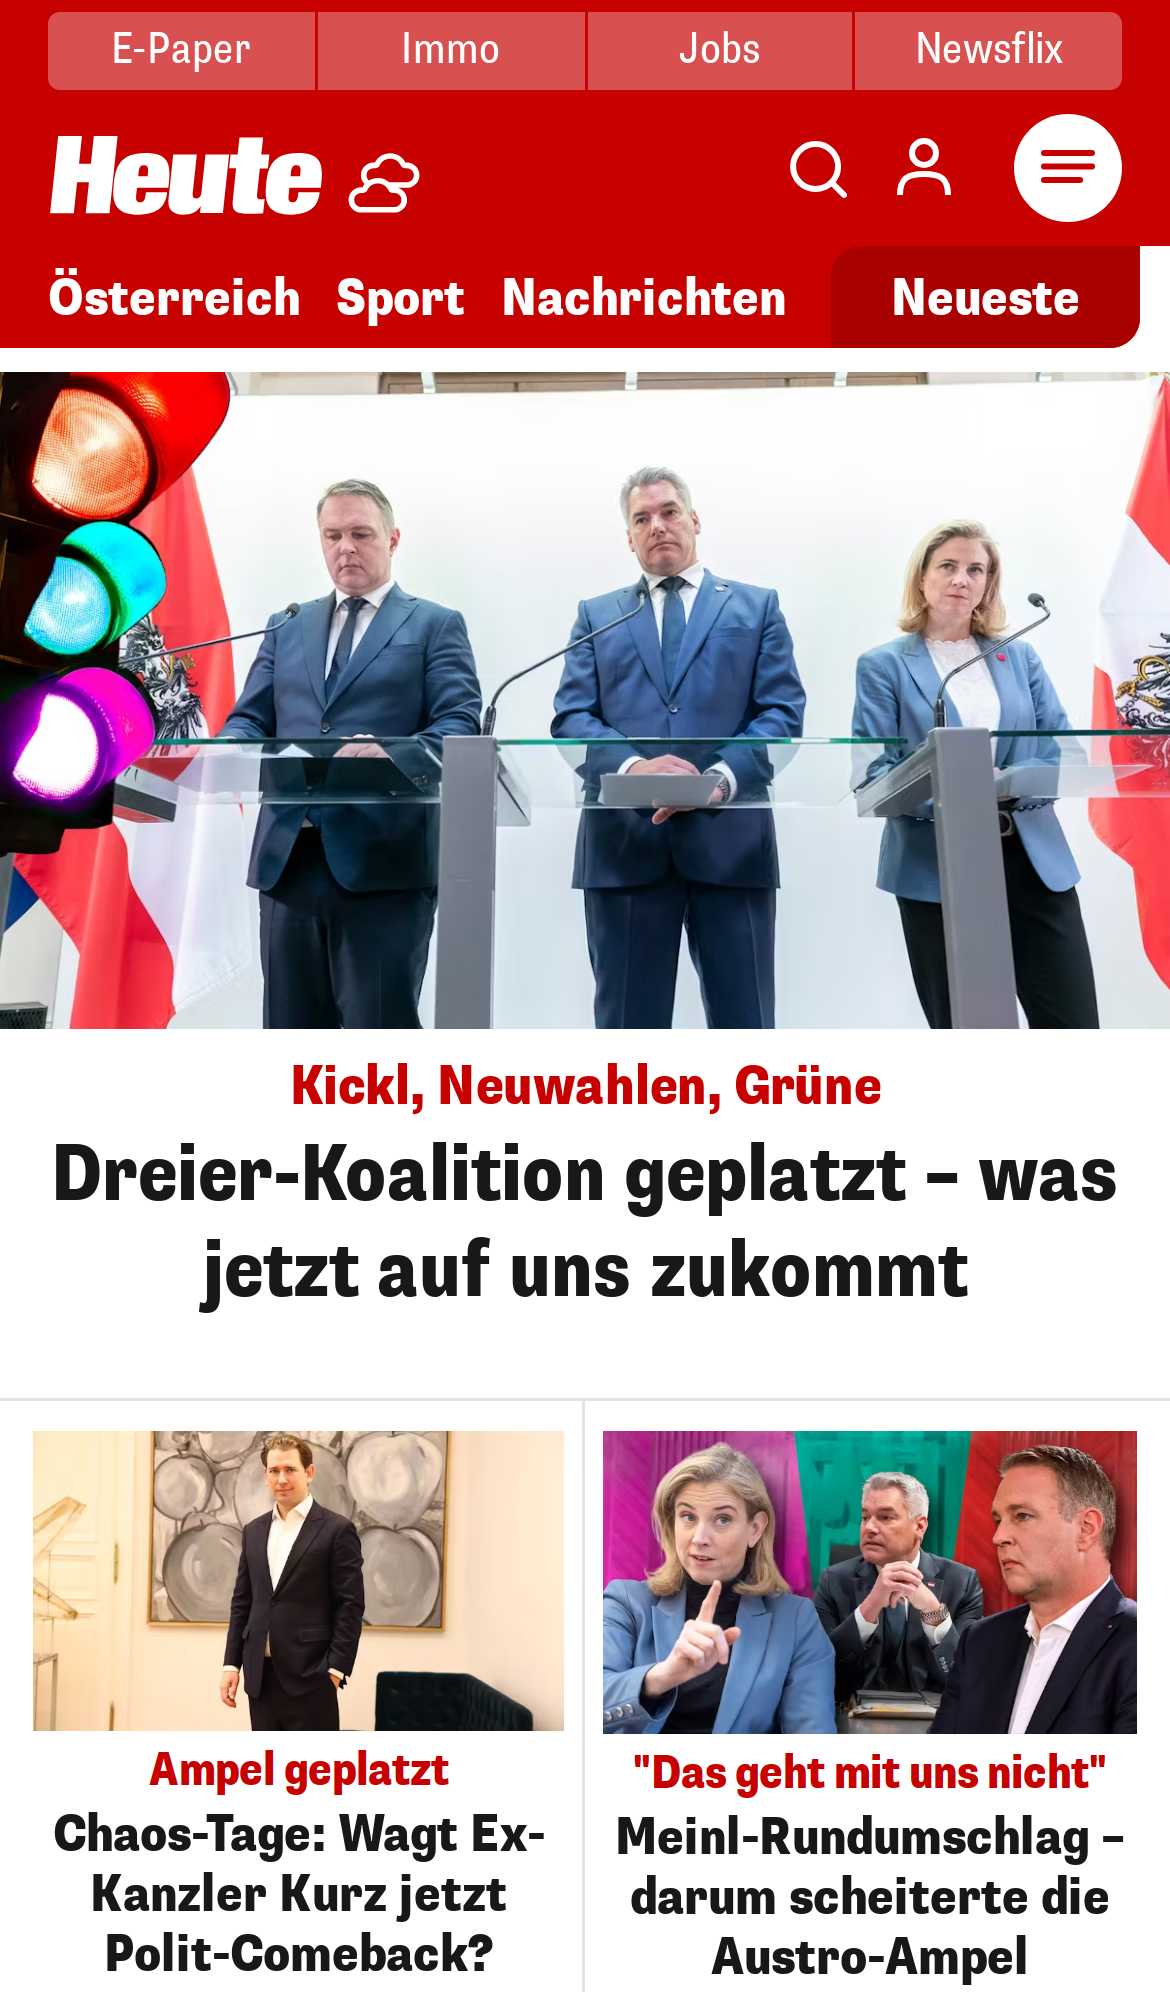 E-Paper
Immo
Jobs
Newsflix
Heute
Österreich
Sport
Nachrichten
Neueste
Kickl, Neuwahlen, Grüne
Dreier-Koalition geplatzt – was
jetzt auf uns zukommt
Ampel geplatzt
Chaos-Tage: Wagt Ex-
Kanzler Kurz jetzt
Polit-Comeback?
"Das geht mit uns nicht"
Meinl-Rundumschlag –
darum scheiterte die
Austro-Ampel